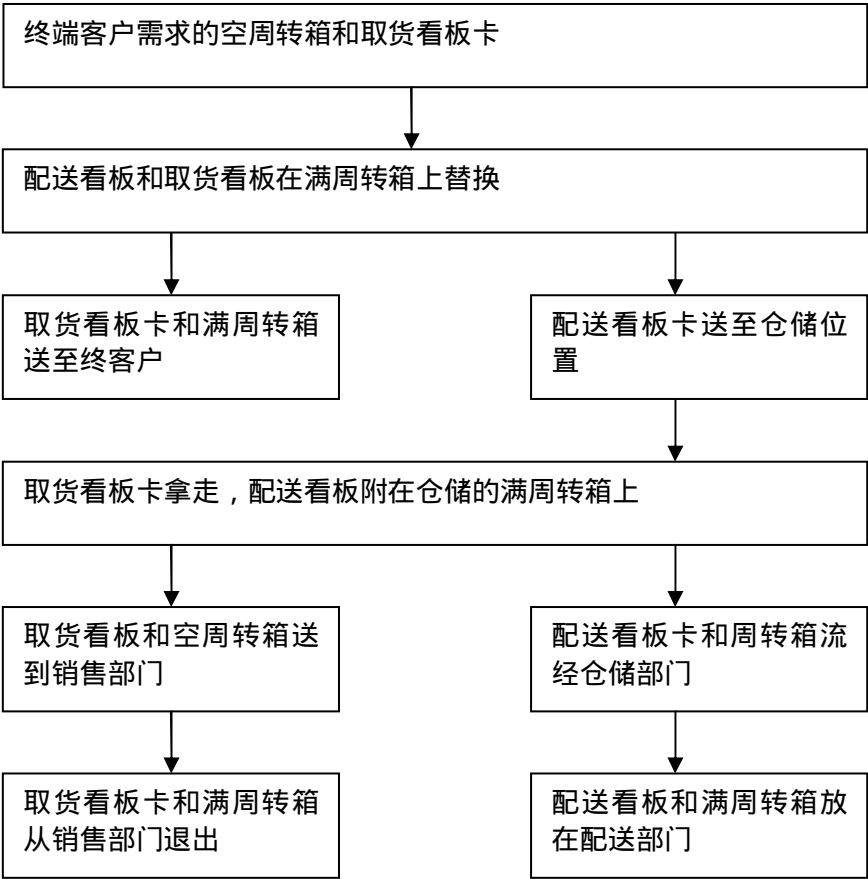 终端客户需求的空周转箱和取货看板卡
配送看板和取货看板在满周转箱上替换
取货看板卡和满周转箱
送至终客户
配送看板卡送至仓储位
置
取货看板卡拿走，配送看板附在仓储的满周转箱上
取货看板和空周转箱送
到销售部门
配送看板卡和周转箱流
经仓储部门
取货看板卡和满周转箱
从销售部门退出
配送看板和满周转箱放
在配送部门